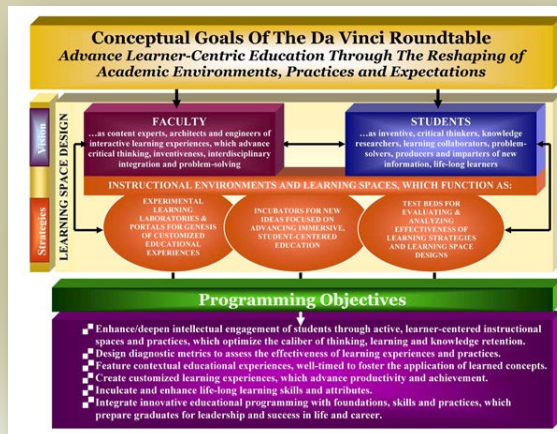 Conceptual Goals Of The Da Vinci Roundtable
Advance Learner-Centric Education Through The Reshaping of
Academic Environments, Practices and Expectations
Vision
Strategies
LEARNING SPACE DESIGN
FACULTY
...as content experts, architects and engineers of
interactive learning experiences, which advance
critical thinking, inventiveness, interdisciplinary
integration and problem-solving
STUDENTS
...as inventive, critical thinkers, knowledge
researchers, learning collaborators, problem-
solvers, producers and imparters of new
information, life-long learners
INSTRUCTIONAL ENVIRONMENTS AND LEARNING SPACES, WHICH FUNCTION AS:
EXPERIMENTAL
LEARNING
LABORATORIES &
PORTALS FOR GENESIS
OF CUSTOMIZED
EDUCATIONAL
EXPERIENCES
INCUBATORS FOR NEW
IDEAS FOCUSED ON
ADVANCING IMMERSIVE,
STUDENT-CENTERED
EDUCATION
TEST BEDS FOR
EVALUATING &
ANALYZING
EFFECTIVENESS OF
LEARNING STRATEGIES
AND LEARNING SPACE
DESIGNS
Programming Objectives
Enhance/deepen intellectual engagement of students through active, learner-centered instructional
spaces and practices, which optimize the caliber of thinking, learning and knowledge retention.
Design diagnostic metrics to assess the effectiveness of learning experiences and practices.
Feature contextual educational experiences, well-timed to foster the application of learned concepts.
Create customized learning experiences, which advance productivity and achievement.
Inculcate and enhance life-long learning skills and attributes.
Integrate innovative educational programming with foundations, skills and practices, which
prepare graduates for leadership and success in life and career.